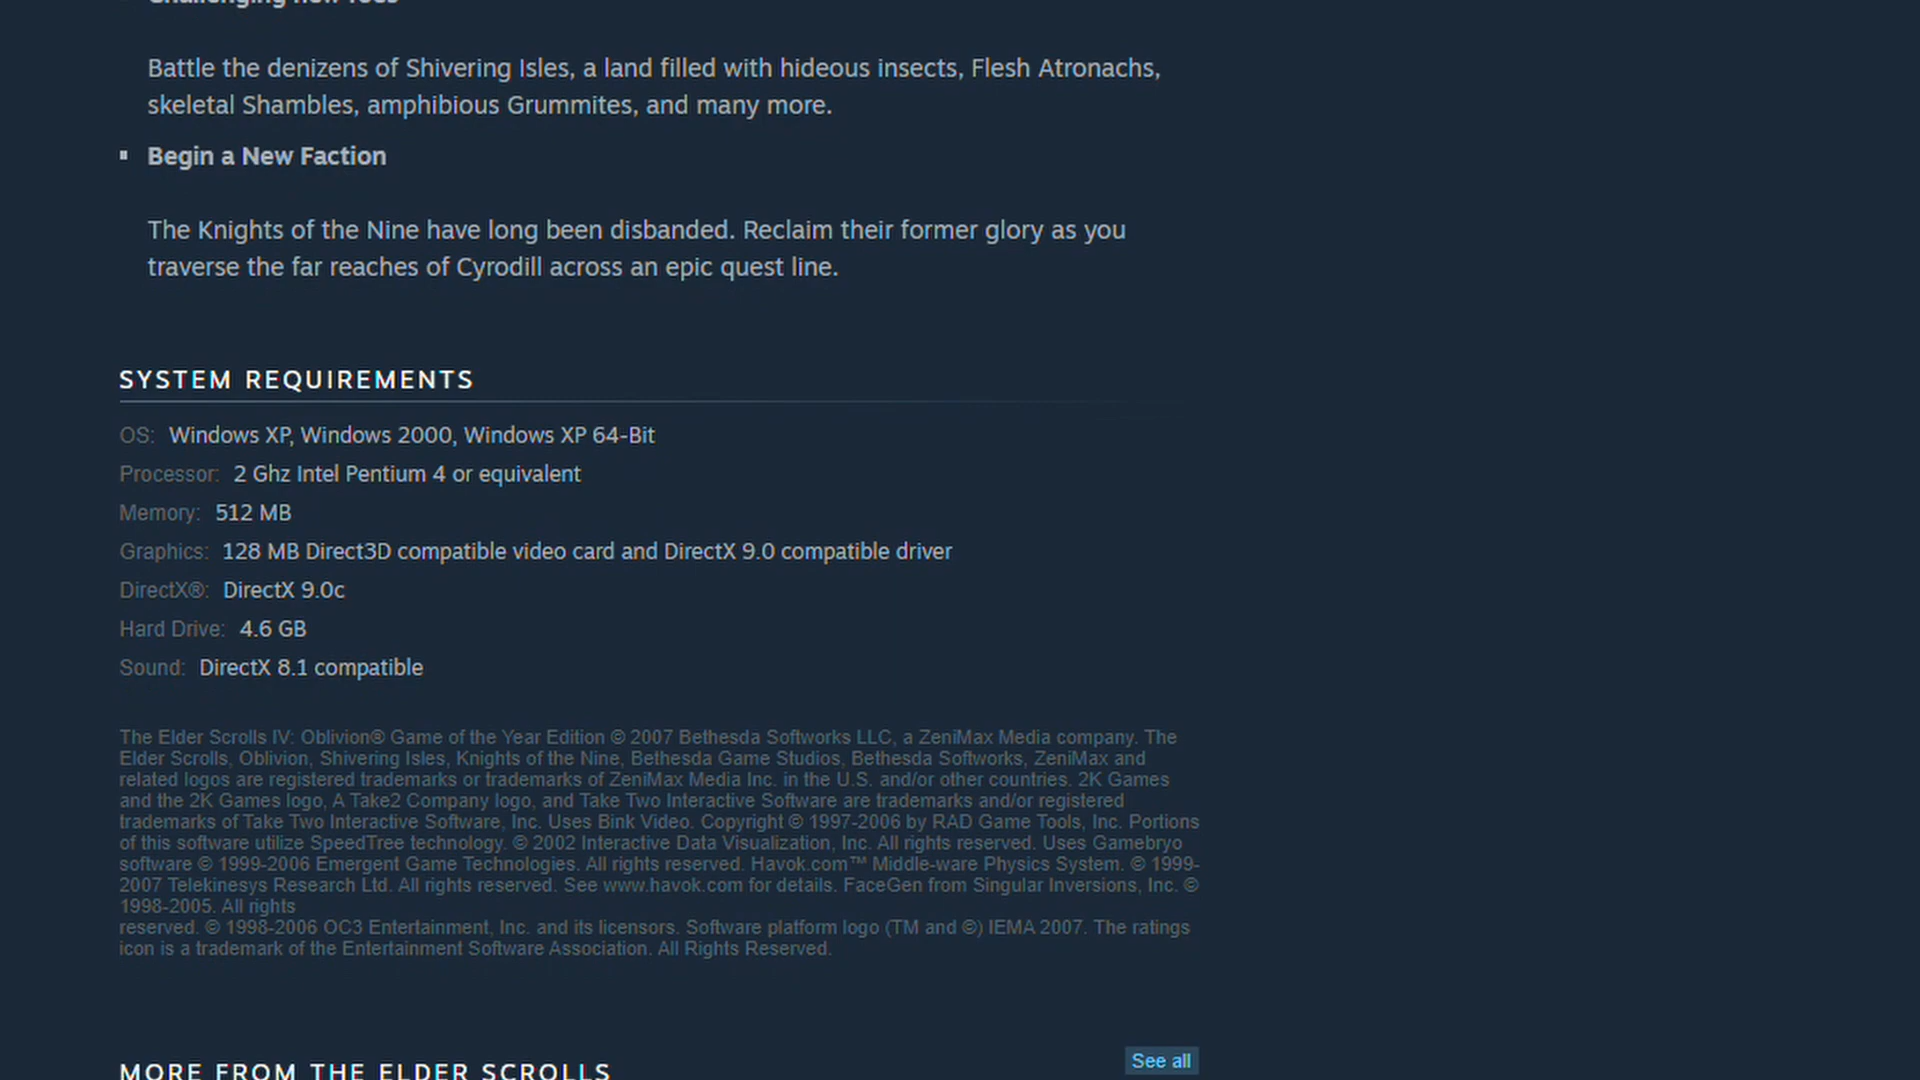 Challenging new foes
Battle the denizens of Shivering Isles, a land filled with hideous insects, Flesh Atronachs,
skeletal Shambles, amphibious Grummites, and many more.
Begin a New Faction
The Knights of the Nine have long been disbanded. Reclaim their former glory as you
traverse the far reaches of Cyrodill across an epic quest line.
SYSTEM REQUIREMENTS
OS: Windows XP, Windows 2000, Windows XP 64-Bit
Processor: 2 Ghz Intel Pentium 4 or equivalent
Memory: 512 MB
Graphics: 128 MB Direct3D compatible video card and DirectX 9.0 compatible driver
DirectX®: DirectX 9.0c
Hard Drive: 4.6 GB
Sound: DirectX 8.1 compatible
The Elder Scrolls IV: Oblivion® Game of the Year Edition © 2007 Bethesda Softworks LLC, a ZeniMax Media company. The
Elder Scrolls, Oblivion, Shivering Isles, Knights of the Nine, Bethesda Game Studios, Bethesda Softworks, ZeniMax and
related logos are registered trademarks or trademarks of ZeniMax Media Inc. in the U.S. and/or other countries. 2K Games
and the 2K Games logo, A Take2 Company logo, and Take Two Interactive Software are trademarks and/or registered
trademarks of Take Two Interactive Software, Inc. Uses Bink Video. Copyright © 1997-2006 by RAD Game Tools, Inc. Portions
of this software utilize SpeedTree technology. © 2002 Interactive Data Visualization, Inc. All rights reserved. Uses Gamebryo
software © 1999-2006 Emergent Game Technologies. All rights reserved. Havok.com™ Middle-ware Physics System. © 1999-
2007 Telekinesys Research Ltd. All rights reserved. See www.havok.com for details. FaceGen from Singular Inversions, Inc. ©
1998-2005. All rights
reserved. © 1998-2006 OC3 Entertainment, Inc. and its licensors. Software platform logo (TM and ©) IEMA 2007. The ratings
icon is a trademark of the Entertainment Software Association. All Rights Reserved.
MORE FROM THE ELDER SCROLLS
See all